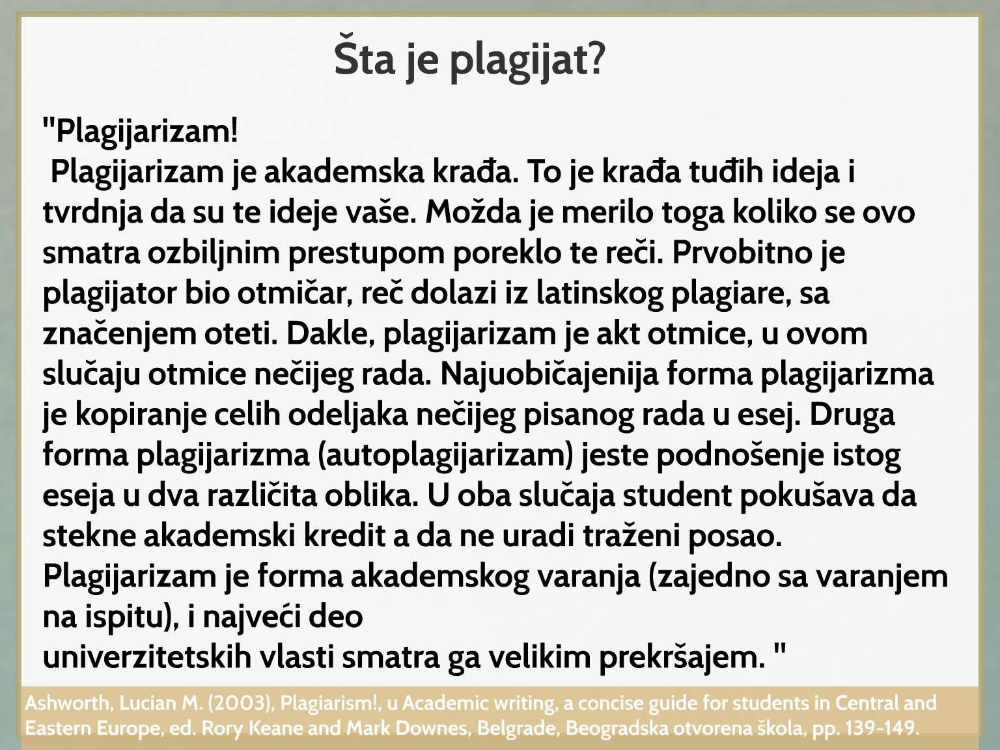 Šta je plagijat?
"Plagijarizam!
Plagijarizam je akademska krađa. To je krađa tuđih ideja i
tvrdnja da su te ideje vaše. Možda je merilo toga koliko se ovo
smatra ozbiljnim prestupom poreklo te reči. Prvobitno je
plagijator bio otmičar, reč dolazi iz latinskog plagiare, sa
značenjem oteti. Dakle, plagijarizam je akt otmice, u ovom
slučaju otmice nečijeg rada. Najuobičajenija forma plagijarizma
je kopiranje celih odeljaka nečijeg pisanog rada u esej. Druga
forma plagijarizma (autoplagijarizam) jeste podnošenje istog
eseja u dva različita oblika. U oba slučaja student pokušava da
stekne akademski kredit a da ne uradi traženi posao.
Plagijarizam je forma akademskog varanja (zajedno sa varanjem
na ispitu), i najveći deo
univerzitetskih vlasti smatra ga velikim prekršajem. "
Ashworth, Lucian M. (2003), Plagiarism!, u Academic writing, a concise guide for students in Central and
Eastern Europe, ed. Rory Keane and Mark Downes, Belgrade, Beogradska otvorena škola, pp. 139-149.